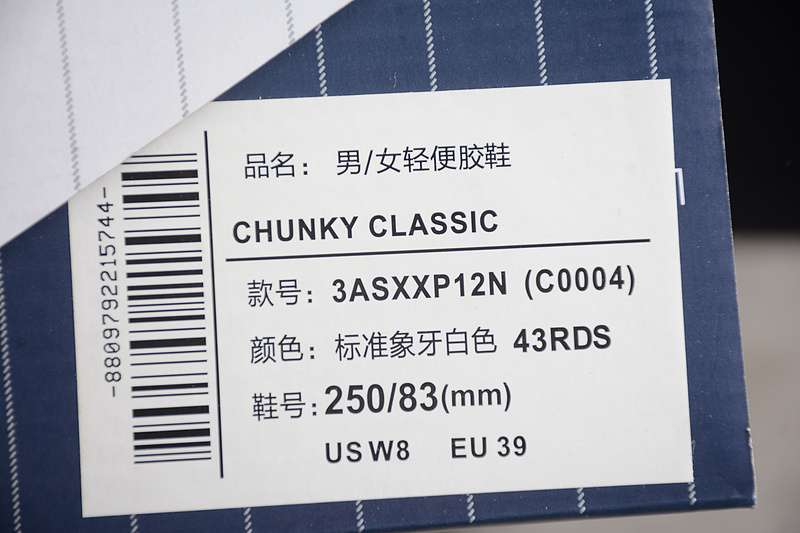 品名: 男/女轻便胶鞋
CHUNKY CLASSIC
款号: 3ASXXP12N (C0004)
颜色: 标准象牙白色 43RDS
鞋号: 250/83(mm)
US W8 EU 39
-8809792215744-